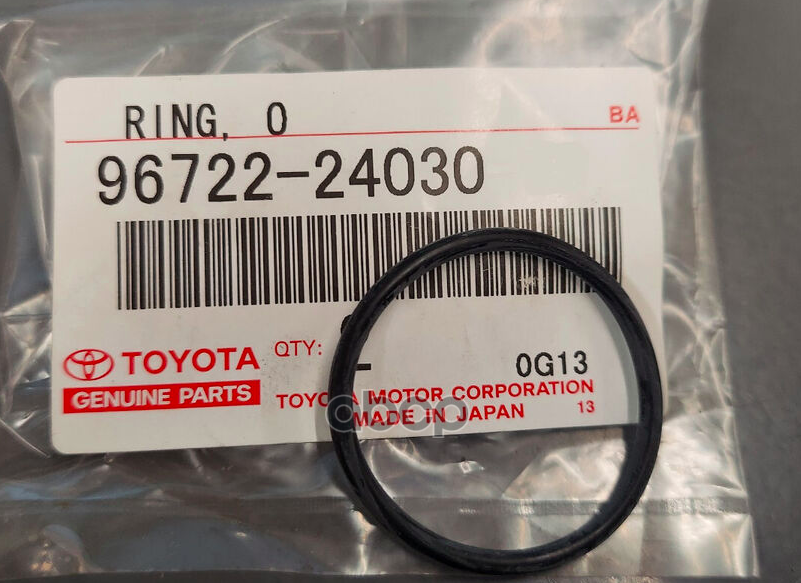 RING, O
BA
96722-24030
TOYOTA QTY:
0G13
GENUINE PARTS
TOYOTA MOTOR CORPORATION
MADE IN JAPAN 13